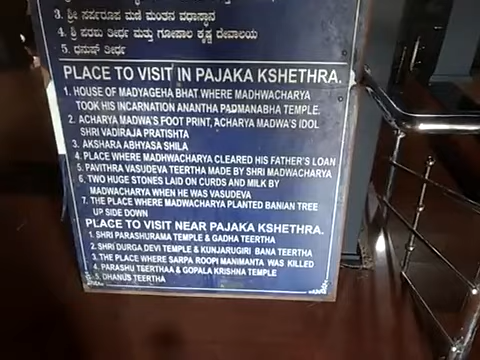 3. ಶ್ರೀ ಸರ್ಪರೂಪ ಮಣಿ ಮಂತನ ವಧಾಸ್ಥಾನ
4. ಶ್ರೀ ಪರಶು ತೀರ್ಥ ಮತ್ತು ಗೋಪಾಲ ಕೃಷ್ಣ ದೇವಾಲಯ
5. ಧನುಷ್ ತೀರ್ಥ
PLACE TO VISIT IN PAJAKA KSHETHRA.
1. HOUSE OF MADYAGEHA BHAT WHERE MADHWACHARYA
TOOK HIS INCARNATION ANANTHA PADMANABHA TEMPLE.
2. ACHARYA MADWA'S FOOT PRINT, ACHARYA MADWA'S IDOL
SHRI VADIRAJA PRATISHTA
3. AKSHARA ABHYASA SHILA
4. PLACE WHERE MADHWACHARYA CLEARED HIS FATHER'S LOAN
5. PAVITHRA VASUDEVA TEERTHA MADE BY SHRI MADWACHARYA
6. TWO HUGE STONES LAID ON CURDS AND MILK BY
MADWACHARYA WHEN HE WAS VASUDEVA
7. THE PLACE WHERE MADWACHARYA PLANTED BANIAN TREE
UP SIDE DOWN
PLACE TO VISIT NEAR PAJAKA KSHETHRA.
1. SHRI PARASHURAMA TEMPLE & GADHA TEERTHA
2. SHRI DURGA DEVI TEMPLE & KUNJARUGIRI BANA TEERTHA
3. THE PLACE WHERE SARPA ROOPI MANIMANTA WAS KILLED
4. PARASHU TEERTHAA & GOPALA KRISHNA TEMPLE
5. DHANUS TEERTHA